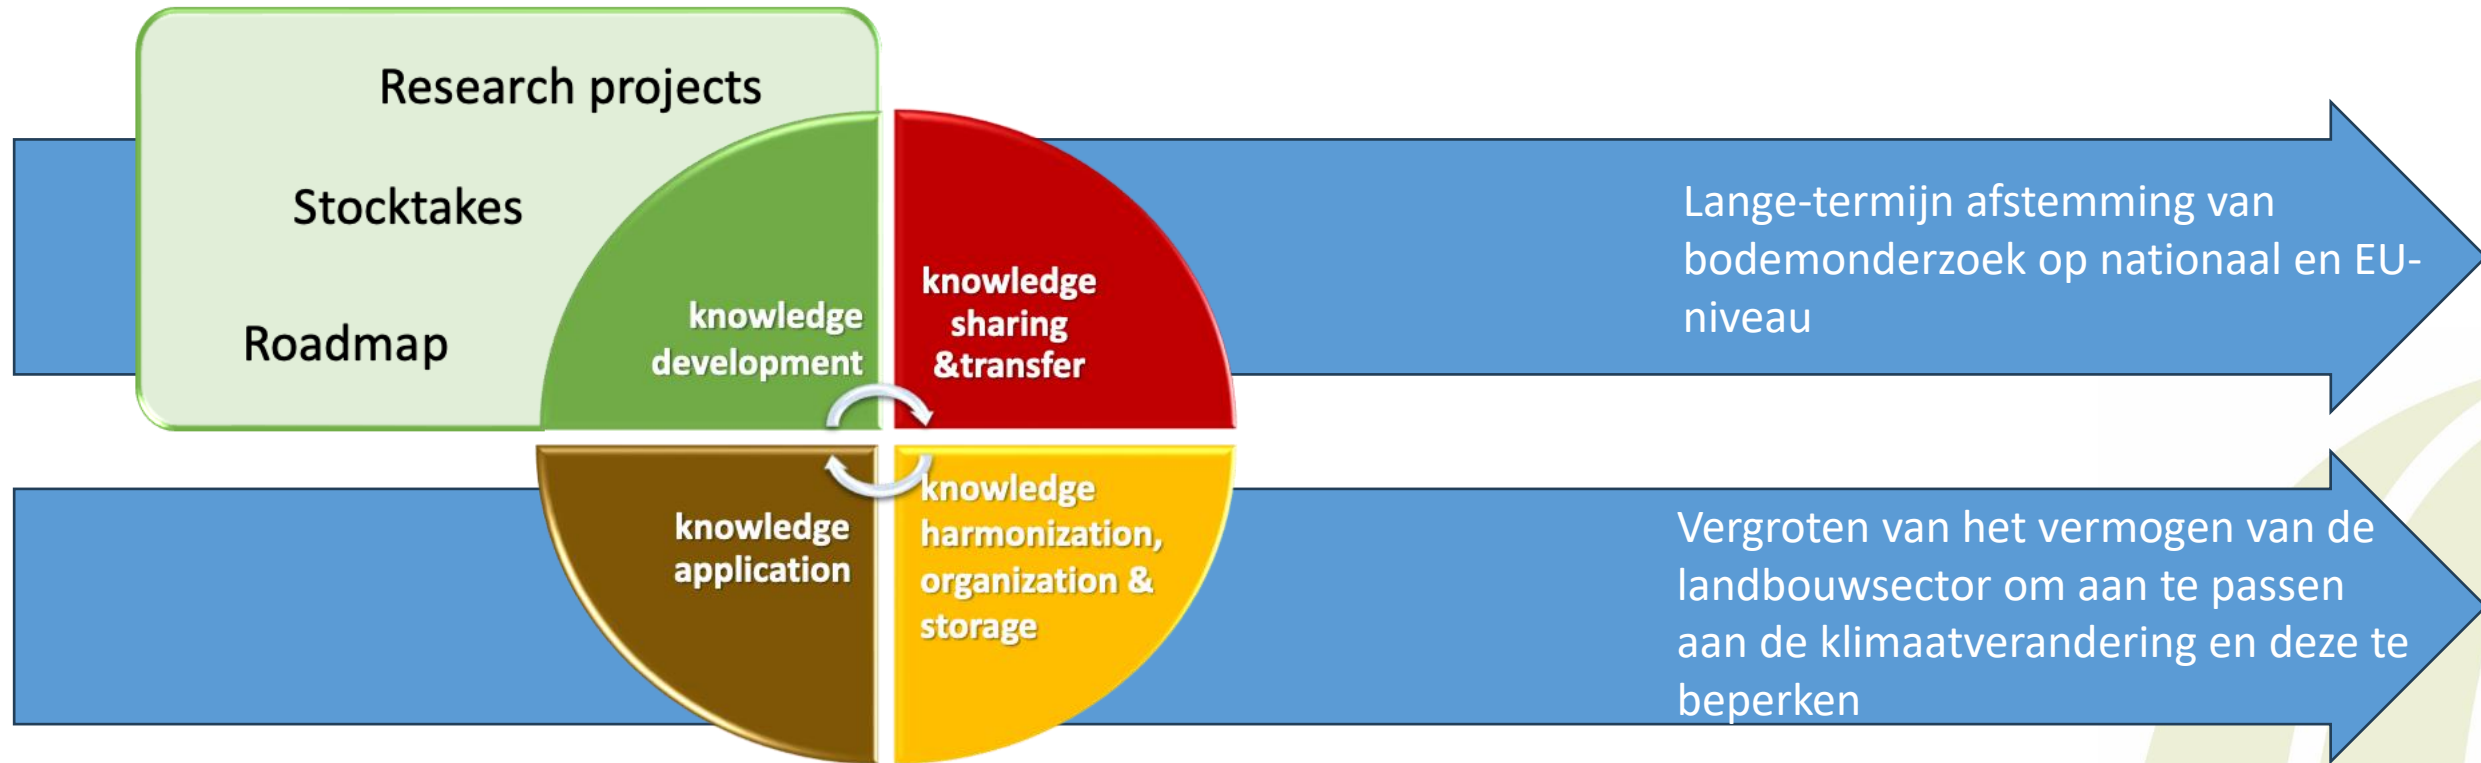 Research projects
Stocktakes
Roadmap
knowledge
development
knowledge
sharing
&transfer
knowledge
application
knowledge
harmonization,
organization &
storage
Lange-termijn afstemming van
bodemonderzoek op nationaal en EU-
niveau
Vergroten van het vermogen van de
landbouwsector om aan te passen
aan de klimaatverandering en deze te
beperken